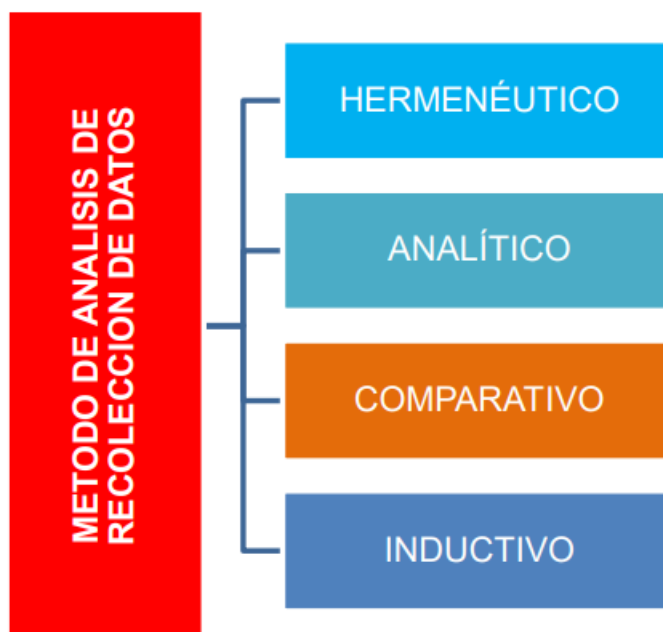 METODO DE ANALISIS DE
RECOLECCION DE DATOS
HERMENÉUTICO
ANALÍTICO
COMPARATIVO
INDUCTIVO